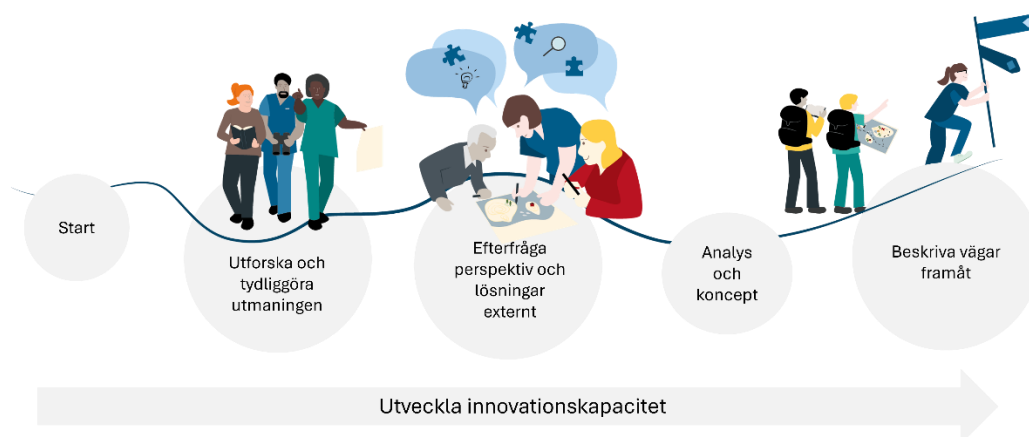 Start
Utforska och
tydliggöra
utmaningen
Efterfråga
perspektiv och
lösningar
externt
Analys
och
koncept
Beskriva vägar
framåt
Utveckla innovationskapacitet